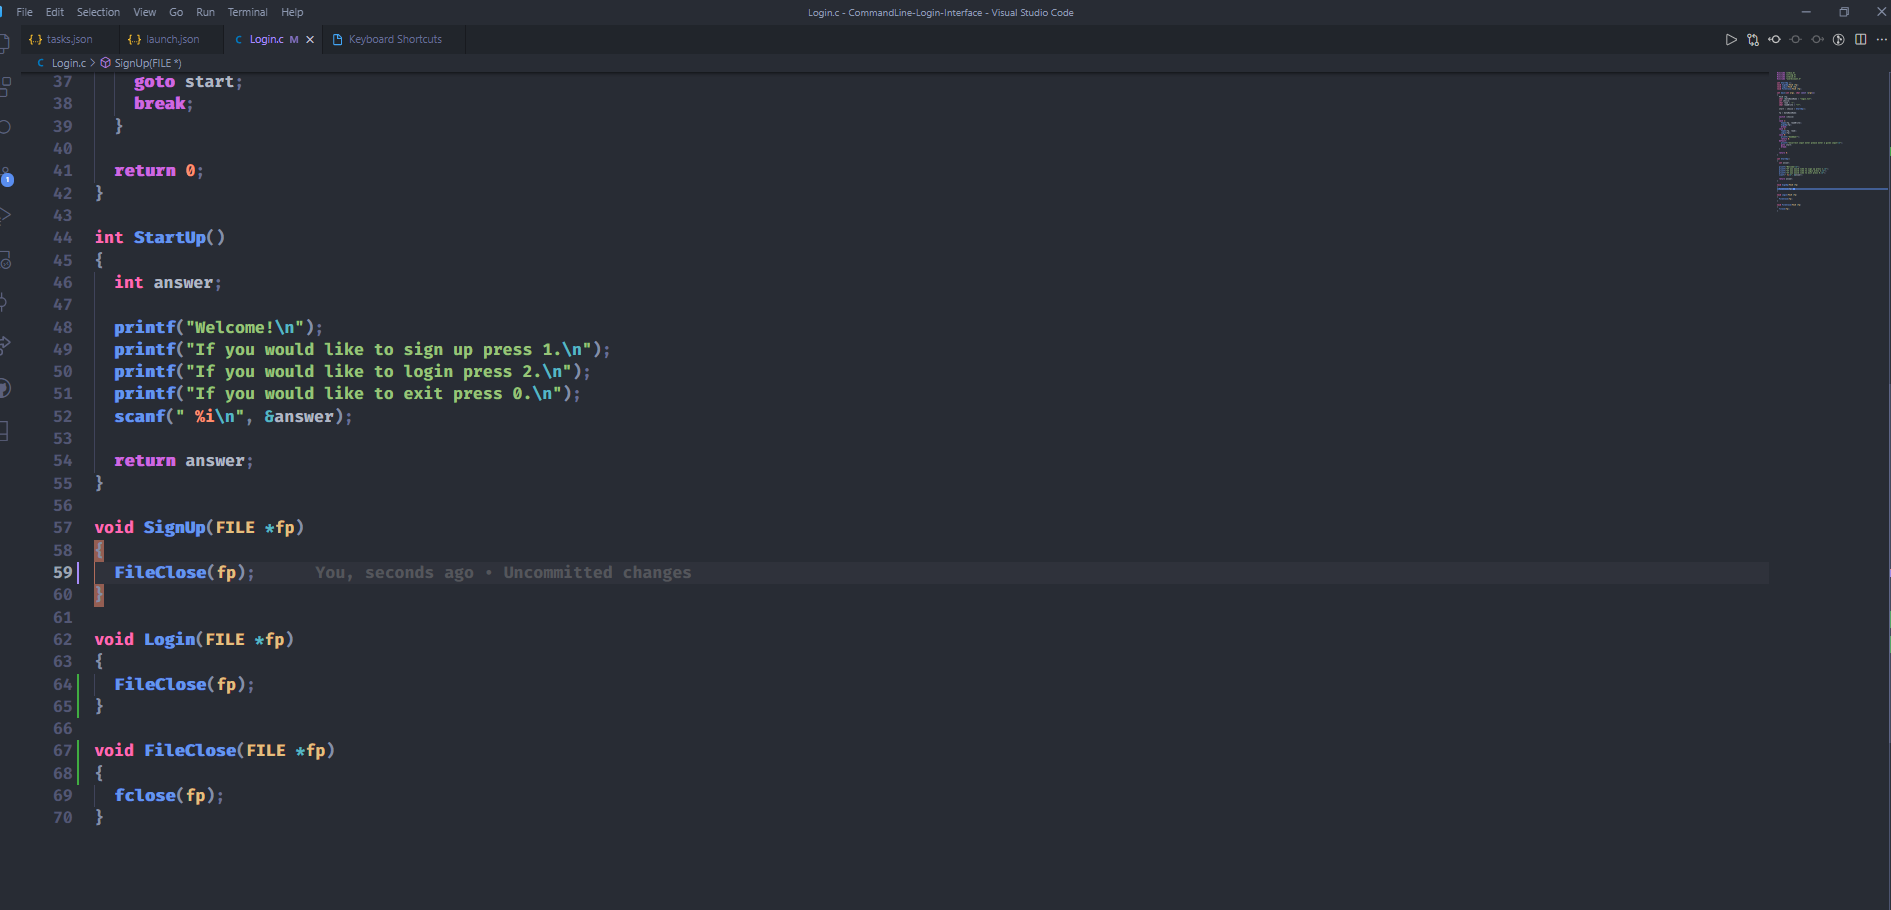 File Edit Selection View Go Run Terminal Help
Login.c - CommandLine-Login-Interface - Visual Studio Code
{..} tasks.json {..} launch.json C Login.c M Keyboard Shortcuts
C Login.c > SignUp(FILE *)
37 goto start;
38 break;
39 }
40
41 return 0;
42 }
43
44 int StartUp()
45 {
46 int answer;
47
48 printf("Welcome!\n");
49 printf("If you would like to sign up press 1.\n");
50 printf("If you would like to login press 2.\n");
51 printf("If you would like to exit press 0.\n");
52 scanf(" %i\n", &answer);
53
54 return answer;
55 }
56
57 void SignUp(FILE *fp)
58 {
59 FileClose(fp); You, seconds ago • Uncommitted changes
60 }
61
62 void Login(FILE *fp)
63 {
64 FileClose(fp);
65 }
66
67 void FileClose(FILE *fp)
68 {
69 fclose(fp);
70 }
1